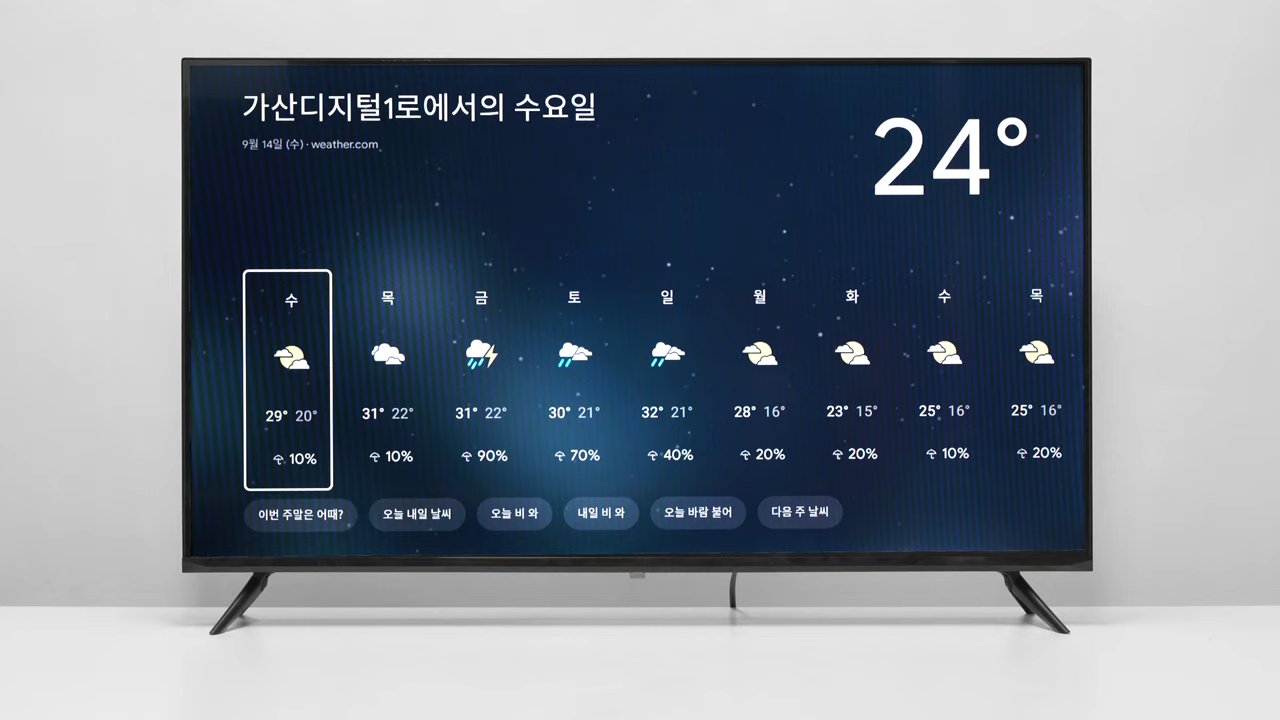 가산디지털1로에서의 수요일
9월 14일 (수) · weather.com
24°
수 목 금 토 일 월 화 수 목
29° 20° 31° 22° 31° 22° 30° 21° 32° 21° 28° 16° 23° 15° 25° 16° 25° 16°
10% 10% 90% 70% 40% 20% 20% 10% 20%
이번 주말은 어때? 오늘 내일 날씨 오늘 비 와 내일 비 와 오늘 바람 불어 다음 주 날씨